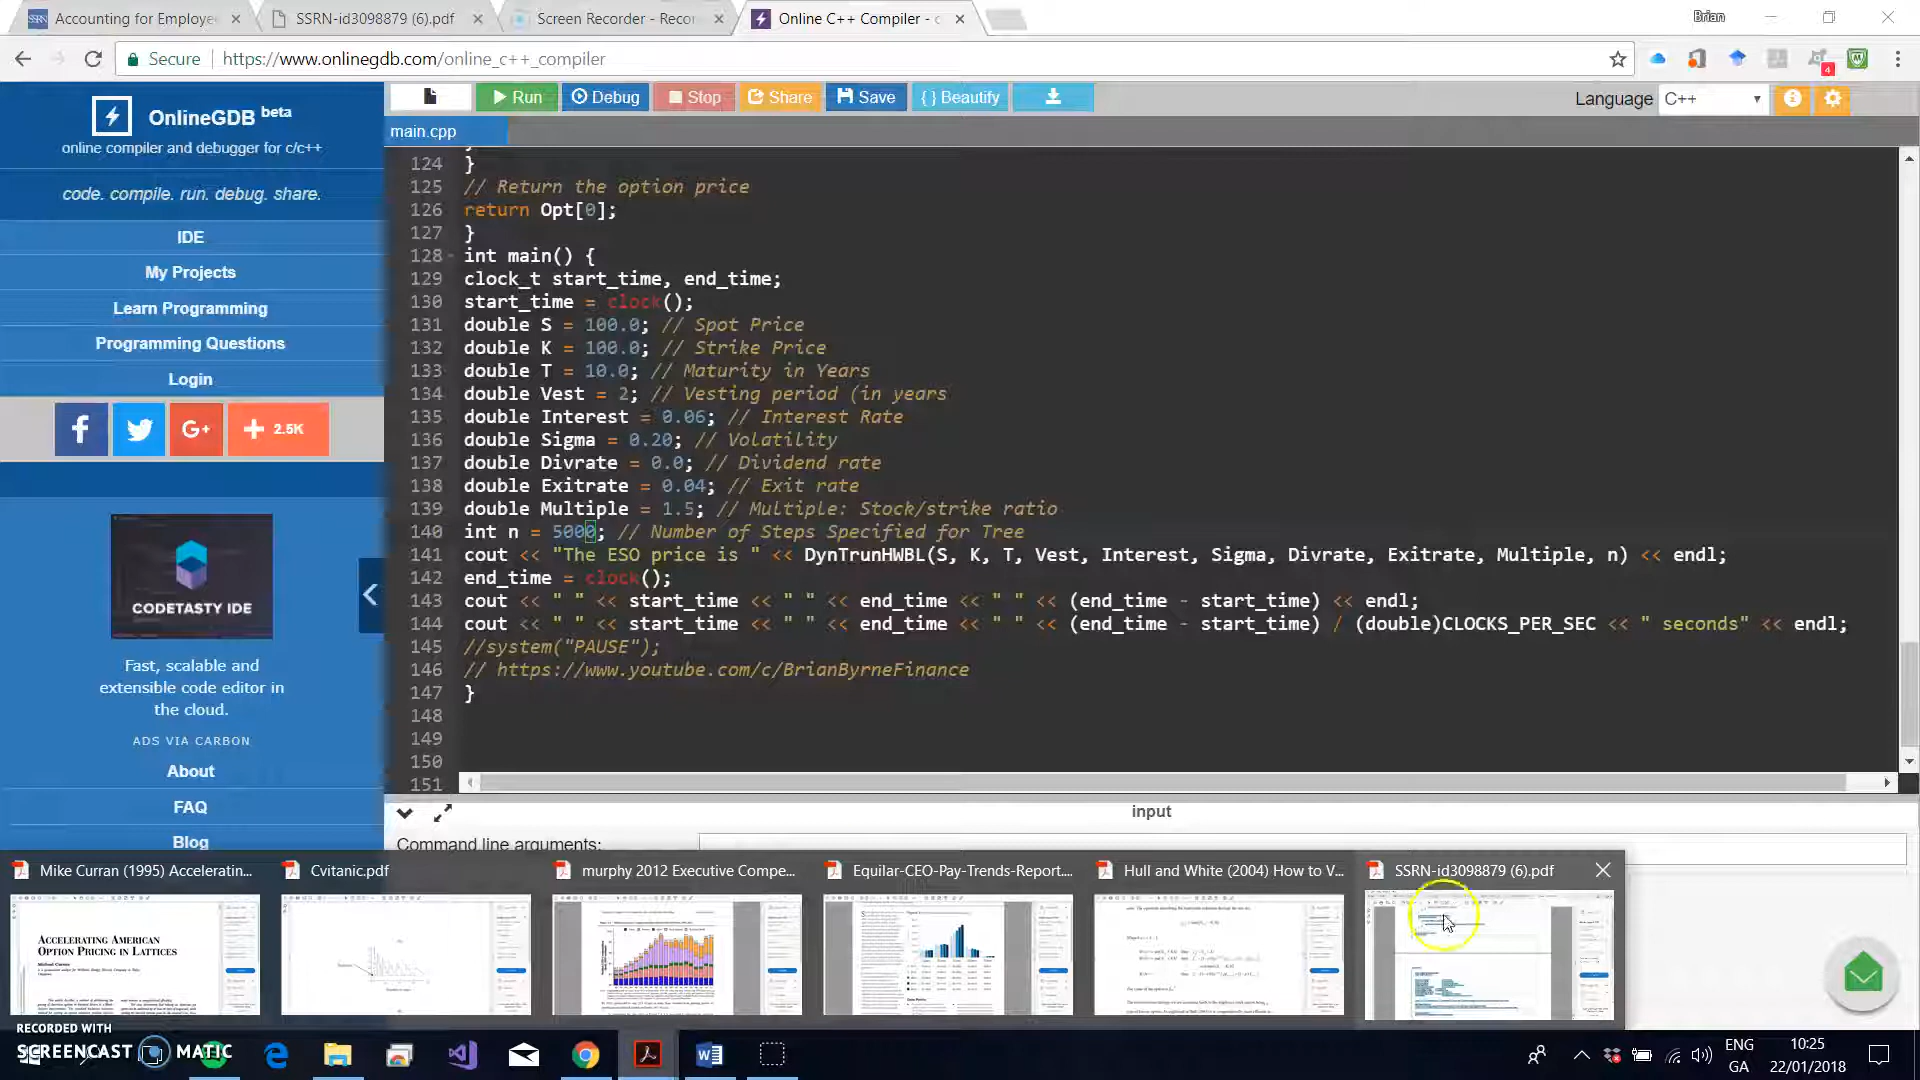 Accounting for Employe
SSRN-id3098879 (6).pdf
Screen Recorder - Recor
Online C++ Compiler - c
Brian
Secure
https://www.onlinegdb.com/online_c++_compiler
4
OnlineGDB beta
online compiler and debugger for c/c++
code. compile. run. debug. share.
IDE
My Projects
Learn Programming
Programming Questions
Login
2.5K
CODETASTY IDE
Fast, scalable and
extensible code editor in
the cloud.
ADS VIA CARBON
About
FAQ
Blog
Run
Debug
Stop
Share
Save
{ } Beautify
Language
C++
main.cpp
124 }
125 // Return the option price
126 return Opt[0];
127 }
128 int main() {
129 clock_t start_time, end_time;
130 start_time = clock();
131 double S = 100.0; // Spot Price
132 double K = 100.0; // Strike Price
133 double T = 10.0; // Maturity in Years
134 double Vest = 2; // Vesting period (in years
135 double Interest = 0.06; // Interest Rate
136 double Sigma = 0.20; // Volatility
137 double Divrate = 0.0; // Dividend rate
138 double Exitrate = 0.04; // Exit rate
139 double Multiple = 1.5; // Multiple: Stock/strike ratio
140 int n = 5000; // Number of Steps Specified for Tree
141 cout << "The ESO price is " << DynTrunHWBL(S, K, T, Vest, Interest, Sigma, Divrate, Exitrate, Multiple, n) << endl;
142 end_time = clock();
143 cout << " " << start_time << " " << end_time << " " << (end_time - start_time) << endl;
144 cout << " " << start_time << " " << end_time << " " << (end_time - start_time) / (double)CLOCKS_PER_SEC << " seconds" << endl;
145 //system("PAUSE");
146 // https://www.youtube.com/c/BrianByrneFinance
147 }
148
149
150
151
input
Command line arguments:
Mike Curran (1995) Acceleratin...
Cvitanic.pdf
murphy 2012 Executive Compe...
Equilar-CEO-Pay-Trends-Report....
Hull and White (2004) How to V...
SSRN-id3098879 (6).pdf
ACCELERATING AMERICAN
OPTION PRICING IN LATTICES
RECORDED WITH
SCREENCAST MATIC
ENG
GA
10:25
22/01/2018